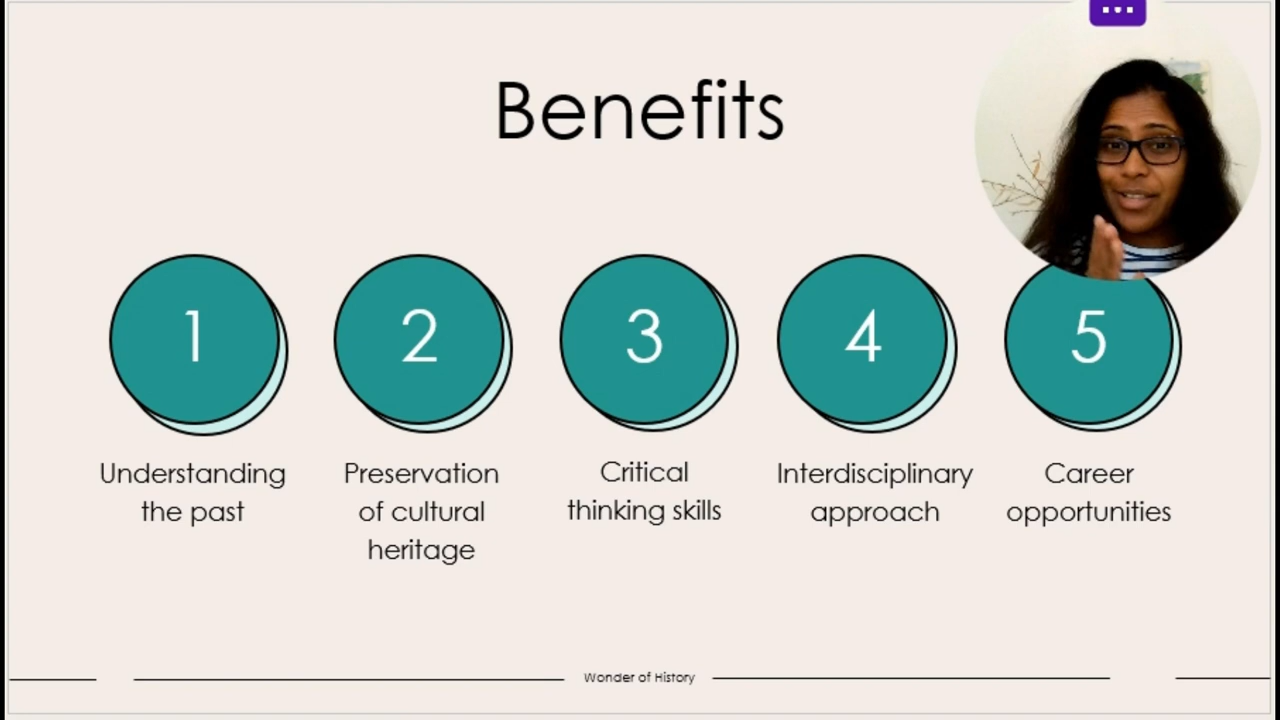 Benefits
1
2
3
4
5
Understanding
the past
Preservation
of cultural
heritage
Critical
thinking skills
Interdisciplinary
approach
Career
opportunities
Wonder of History